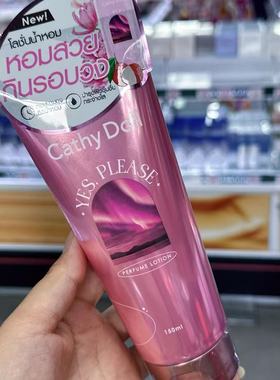 New!
โลชั่นน้ำหอม
หอมสวย
กินรอบวง
Cathy Doll
YES, PLEASE
PERFUME LOTION
150ml